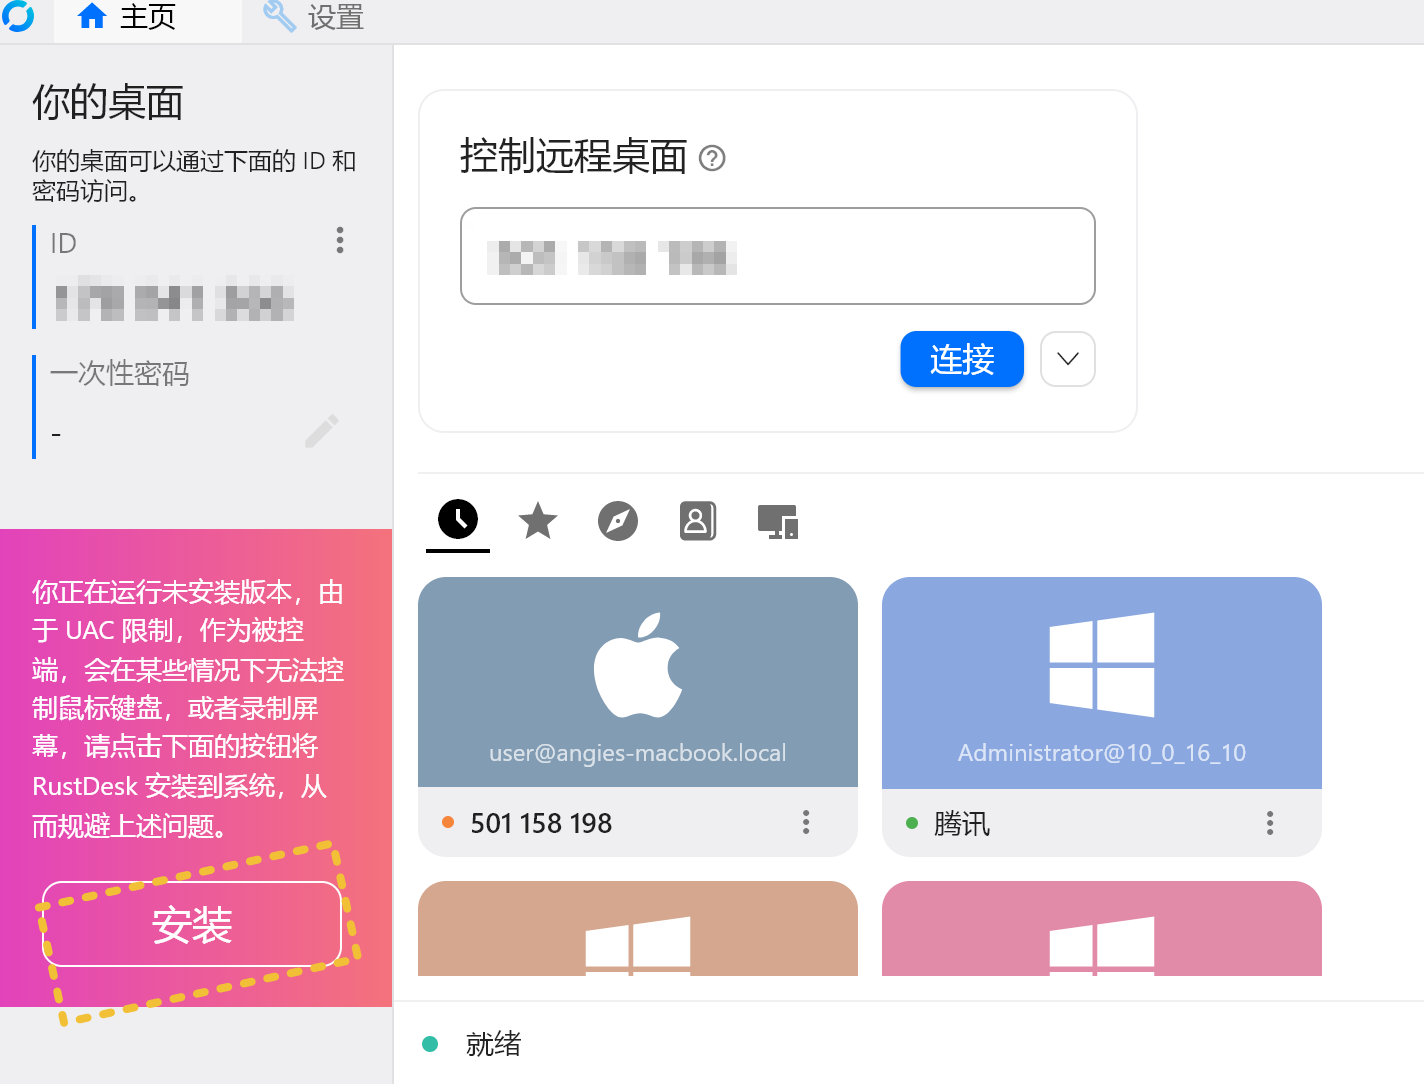 主页
设置
你的桌面
你的桌面可以通过下面的 ID 和
密码访问。
ID
一次性密码
-
你正在运行未安装版本，由
于 UAC 限制，作为被控
端，会在某些情况下无法控
制鼠标键盘，或者录制屏
幕，请点击下面的按钮将
RustDesk 安装到系统，从
而规避上述问题。
安装
控制远程桌面
连接
user@angies-macbook.local
501 158 198
Administrator@10_0_16_10
腾讯
就绪